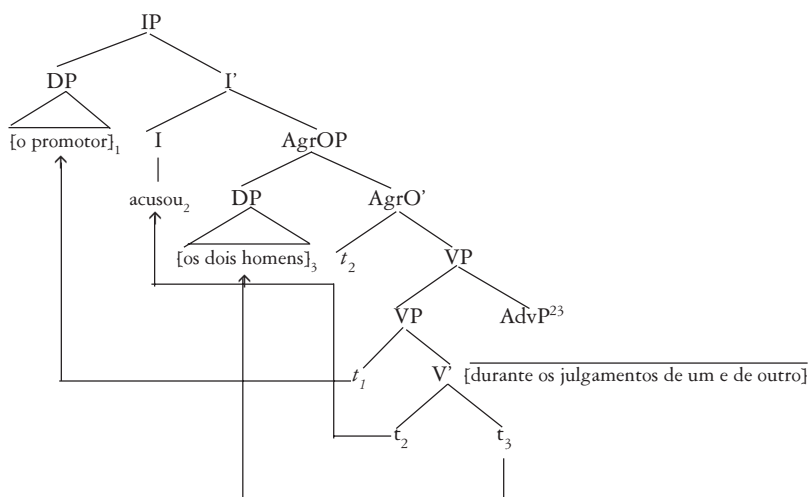 IP
DP I’
{o promotor}₁ I AgrOP
acusou₂ DP AgrO’
{os dois homens}₃ t₂ VP
VP AdvP²³
t₁ V’ {durante os julgamentos de um e de outro}
t₂ t₃